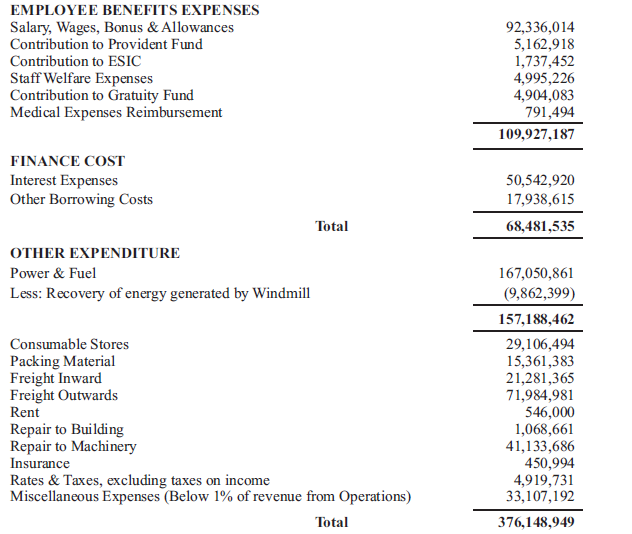 EMPLOYEE BENEFITS EXPENSES
Salary, Wages, Bonus & Allowances 92,336,014
Contribution to Provident Fund 5,162,918
Contribution to ESIC 1,737,452
Staff Welfare Expenses 4,995,226
Contribution to Gratuity Fund 4,904,083
Medical Expenses Reimbursement 791,494
109,927,187
FINANCE COST
Interest Expenses 50,542,920
Other Borrowing Costs 17,938,615
Total 68,481,535
OTHER EXPENDITURE
Power & Fuel 167,050,861
Less: Recovery of energy generated by Windmill (9,862,399)
157,188,462
Consumable Stores 29,106,494
Packing Material 15,361,383
Freight Inward 21,281,365
Freight Outwards 71,984,981
Rent 546,000
Repair to Building 1,068,661
Repair to Machinery 41,133,686
Insurance 450,994
Rates & Taxes, excluding taxes on income 4,919,731
Miscellaneous Expenses (Below 1% of revenue from Operations) 33,107,192
Total 376,148,949